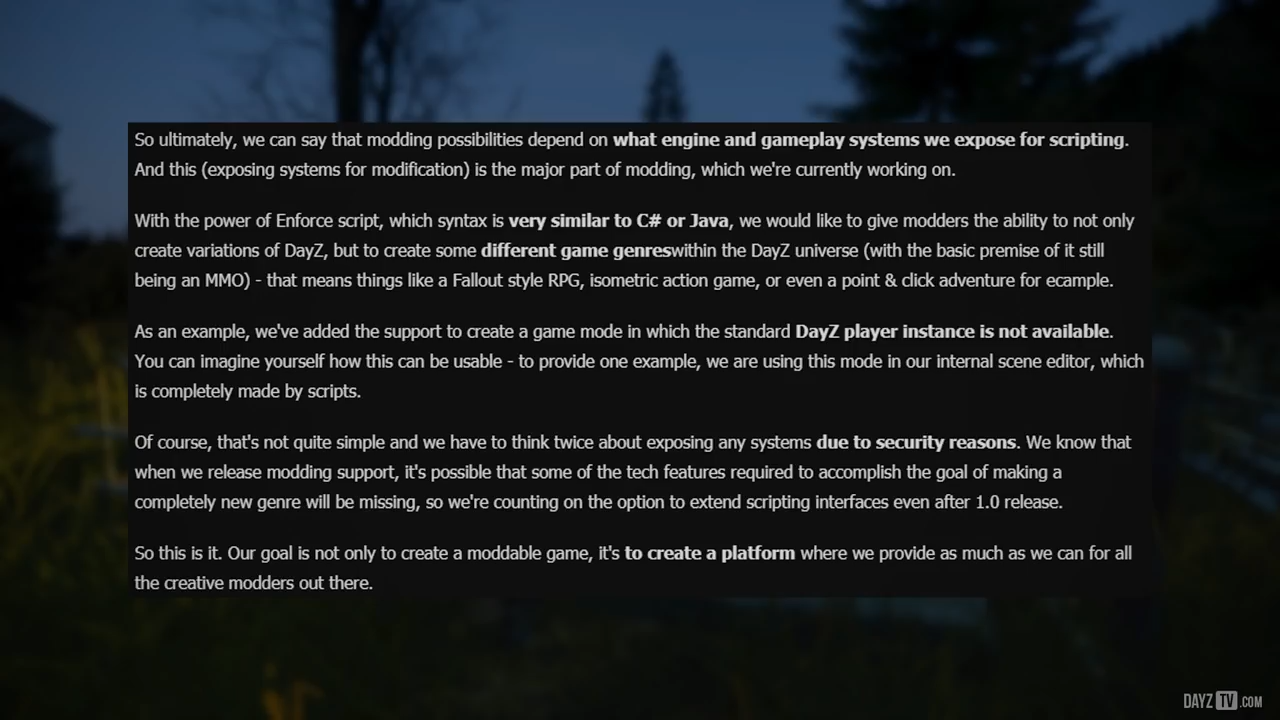 So ultimately, we can say that modding possibilities depend on what engine and gameplay systems we expose for scripting.
And this (exposing systems for modification) is the major part of modding, which we're currently working on.
With the power of Enforce script, which syntax is very similar to C# or Java, we would like to give modders the ability to not only
create variations of DayZ, but to create some different game genreswithin the DayZ universe (with the basic premise of it still
being an MMO) - that means things like a Fallout style RPG, isometric action game, or even a point & click adventure for ecample.
As an example, we've added the support to create a game mode in which the standard DayZ player instance is not available.
You can imagine yourself how this can be usable - to provide one example, we are using this mode in our internal scene editor, which
is completely made by scripts.
Of course, that's not quite simple and we have to think twice about exposing any systems due to security reasons. We know that
when we release modding support, it's possible that some of the tech features required to accomplish the goal of making a
completely new genre will be missing, so we're counting on the option to extend scripting interfaces even after 1.0 release.
So this is it. Our goal is not only to create a moddable game, it's to create a platform where we provide as much as we can for all
the creative modders out there.
DAYZ TV .COM